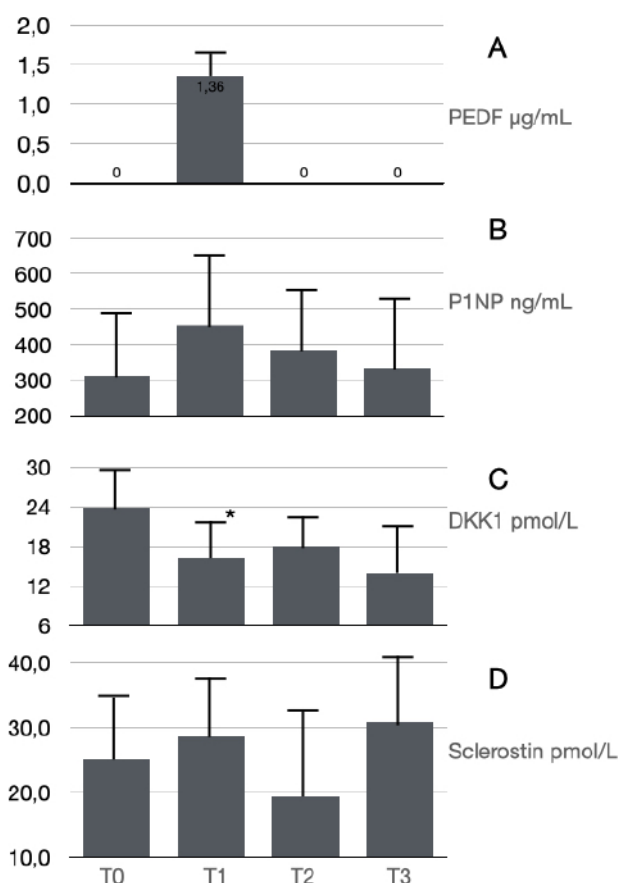 2,0
A
1,5
1,36
1,0
PEDF µg/mL
0,5
0 0 0
0,0
B
700
600
P1NP ng/mL
500
400
300
200
30
C
24
*
DKK1 pmol/L
18
12
6
40,0
D
30,0
Sclerostin pmol/L
20,0
10,0
T0 T1 T2 T3